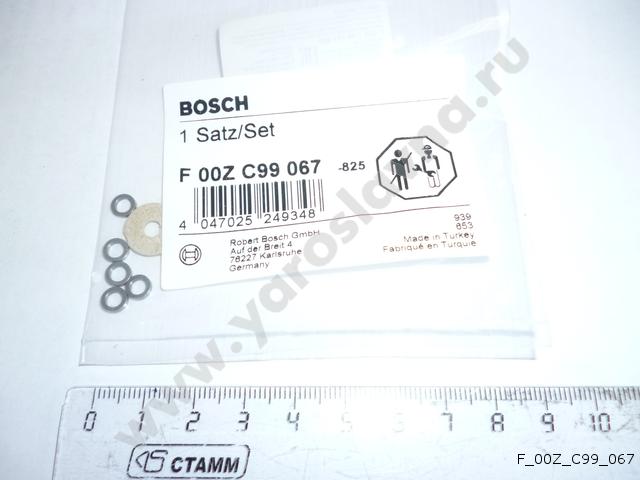 BOSCH
1 Satz/Set
F 00Z C99 067 -825
4 047025 249348
Robert Bosch GmbH
Auf der Breit 4
76227 Karlsruhe
Germany
939
653
Made in Turkey
Fabriqué en Turquie
www.yaroslavna.ru
0 1 2 3 4 5 6 7 8 9 10
СТАММ
F_00Z_C99_067